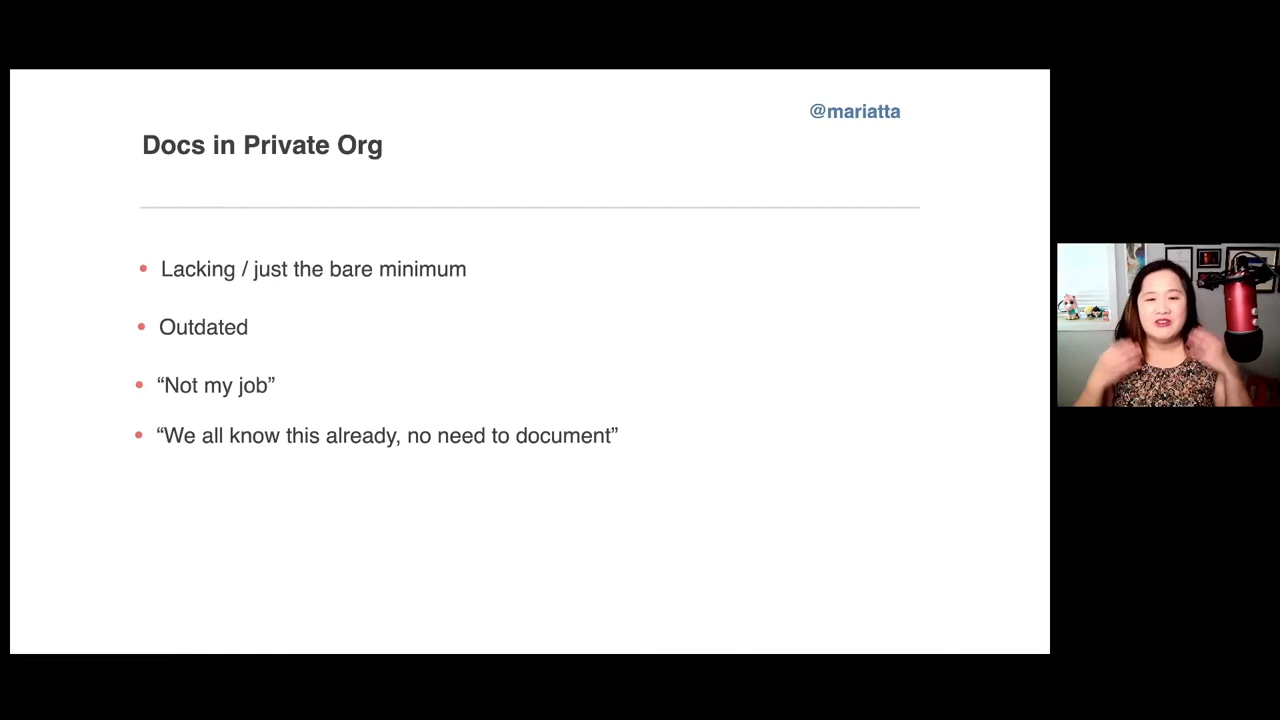 @mariatta
Docs in Private Org
• Lacking / just the bare minimum
• Outdated
• “Not my job”
• “We all know this already, no need to document”